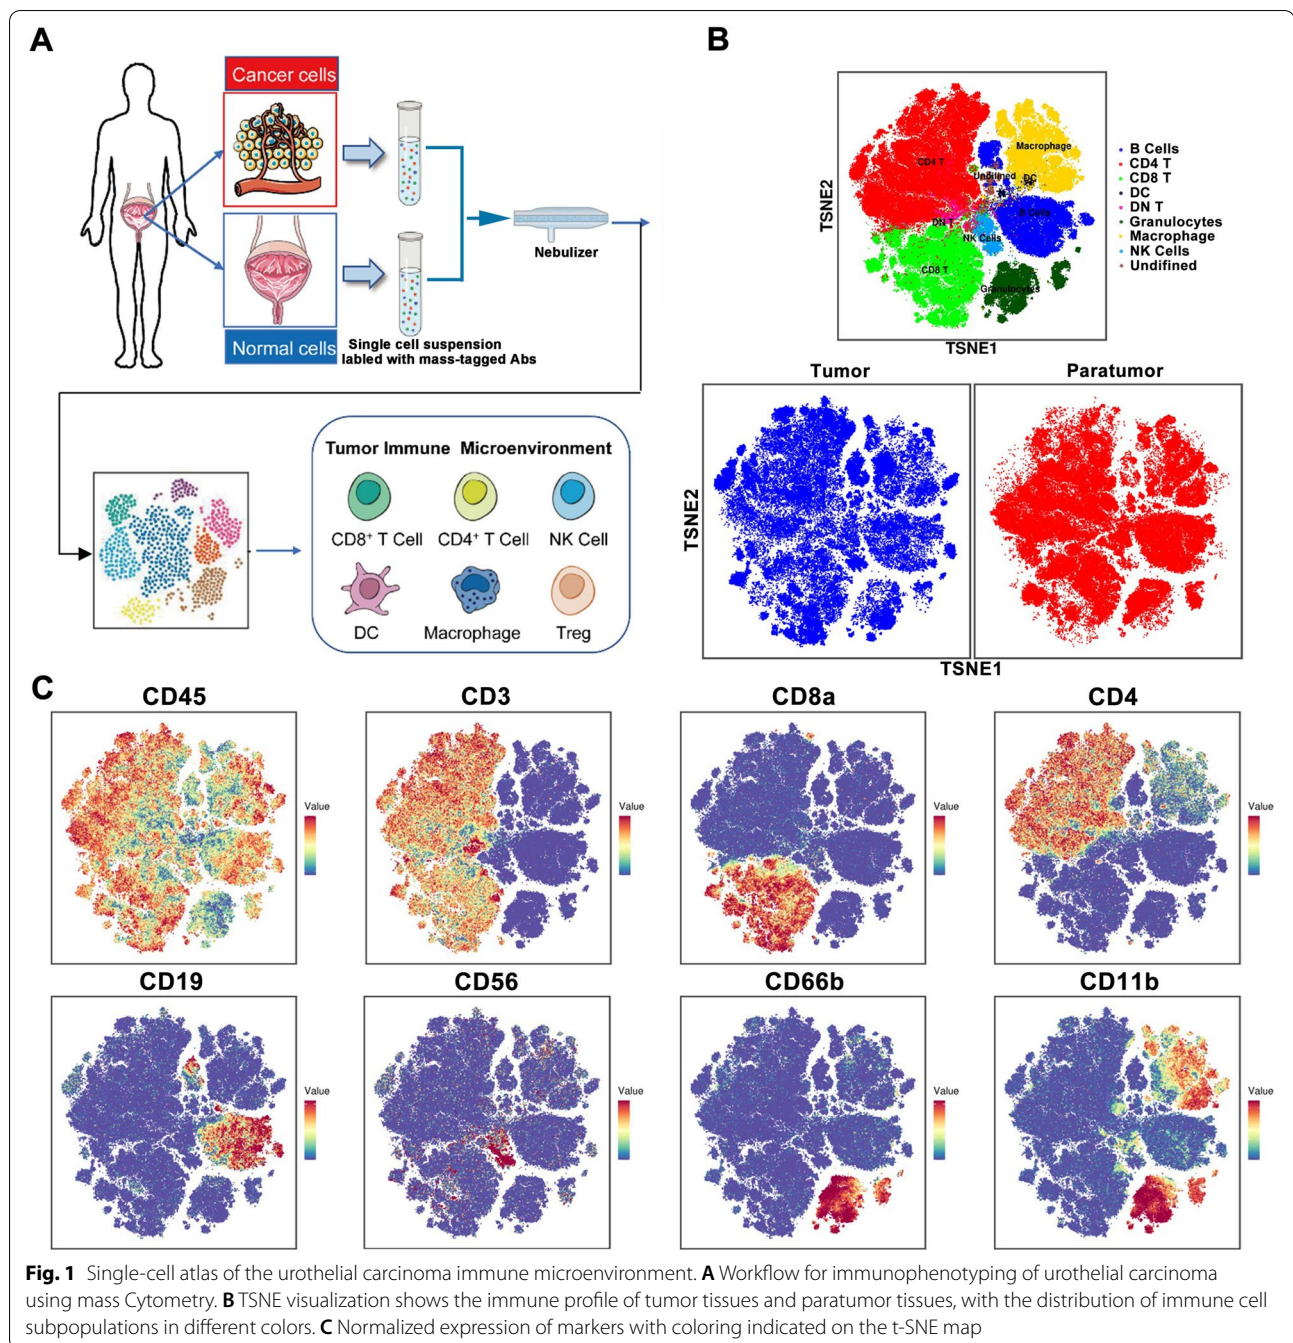 A
Cancer cells
Normal cells
Single cell suspension
labled with mass-tagged Abs
Nebulizer
Tumor Immune Microenvironment
CD8⁺ T Cell
CD4⁺ T Cell
NK Cell
DC
Macrophage
Treg
B
TSNE2
CD4 T
Macrophage
Undifined
DC
B Cells
DN T
NK Cells
CD8 T
Granulocytes
TSNE1
B Cells
CD4 T
CD8 T
DC
DN T
Granulocytes
Macrophage
NK Cells
Undifined
Tumor
Paratumor
TSNE2
TSNE1
C
CD45
CD3
CD8a
CD4
Value
Value
Value
Value
CD19
CD56
CD66b
CD11b
Value
Value
Value
Value
Fig. 1 Single-cell atlas of the urothelial carcinoma immune microenvironment. A Workflow for immunophenotyping of urothelial carcinoma
using mass Cytometry. B TSNE visualization shows the immune profile of tumor tissues and paratumor tissues, with the distribution of immune cell
subpopulations in different colors. C Normalized expression of markers with coloring indicated on the t-SNE map